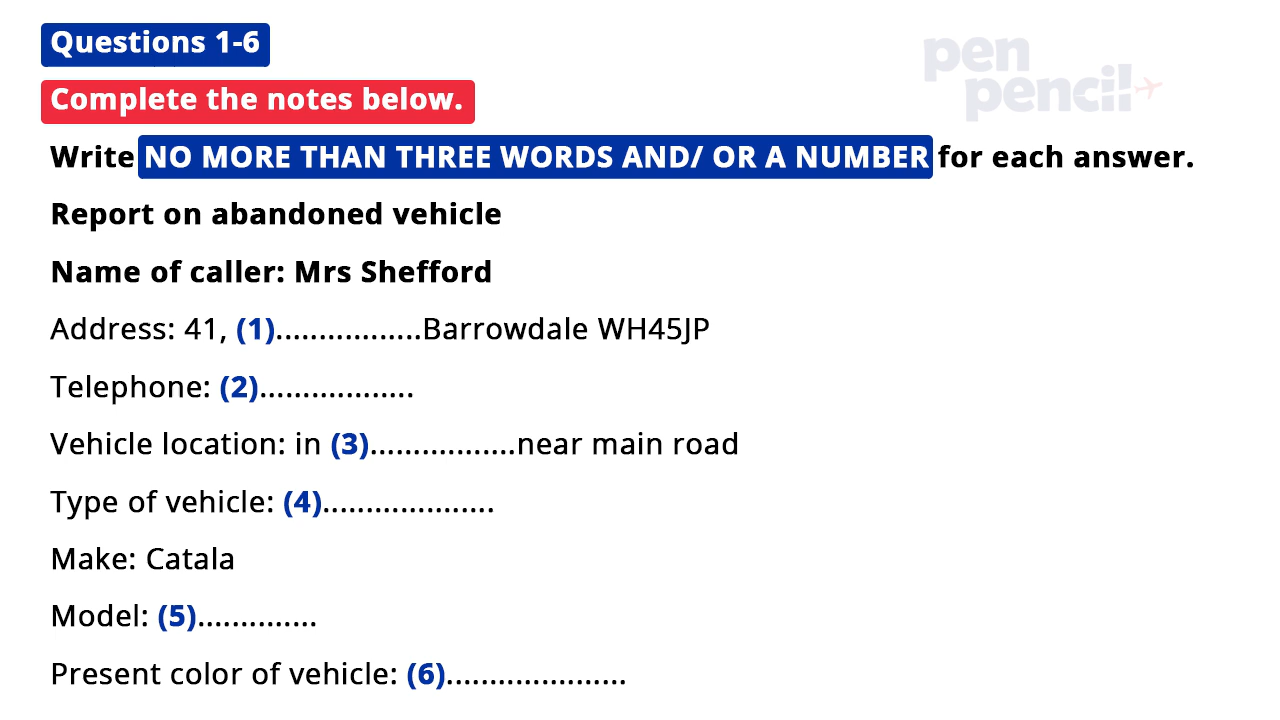 Questions 1-6
pen
pencil
Complete the notes below.
Write NO MORE THAN THREE WORDS AND/ OR A NUMBER for each answer.
Report on abandoned vehicle
Name of caller: Mrs Shefford
Address: 41, (1).................Barrowdale WH45JP
Telephone: (2)..................
Vehicle location: in (3).................near main road
Type of vehicle: (4)....................
Make: Catala
Model: (5)..............
Present color of vehicle: (6).....................